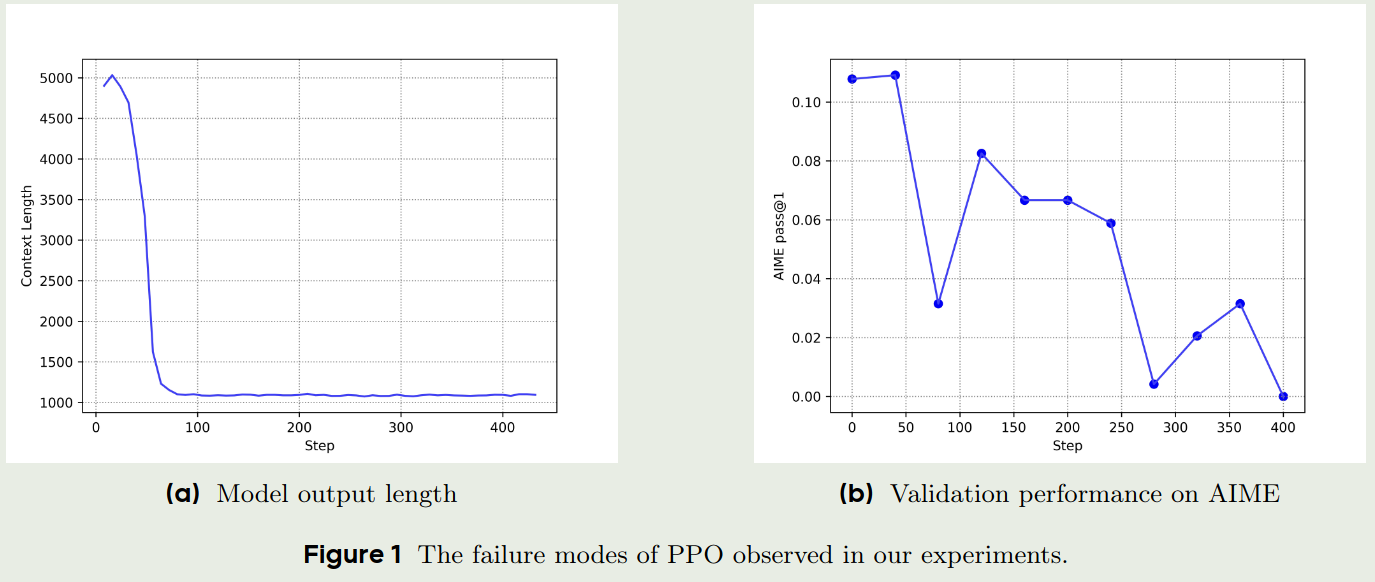 5000
4500
4000
3500
3000
2500
2000
1500
1000
Context Length
0 100 200 300 400
Step
(a) Model output length
0.10
0.08
0.06
0.04
0.02
0.00
AIME pass@1
0 50 100 150 200 250 300 350 400
Step
(b) Validation performance on AIME
Figure 1 The failure modes of PPO observed in our experiments.